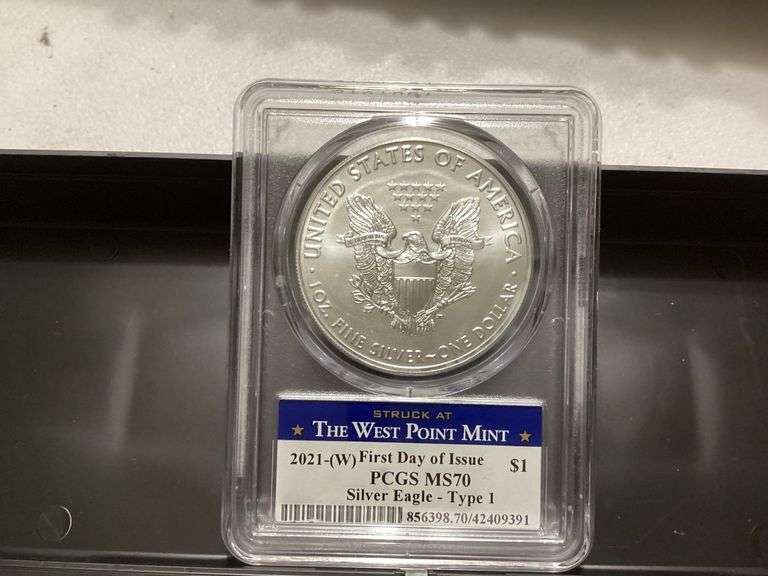 UNITED STATES OF AMERICA
1 OZ. FINE SILVER~ONE DOLLAR
STRUCK AT
THE WEST POINT MINT
2021-(W) First Day of Issue $1
PCGS MS70
Silver Eagle - Type 1
856398.70/42409391